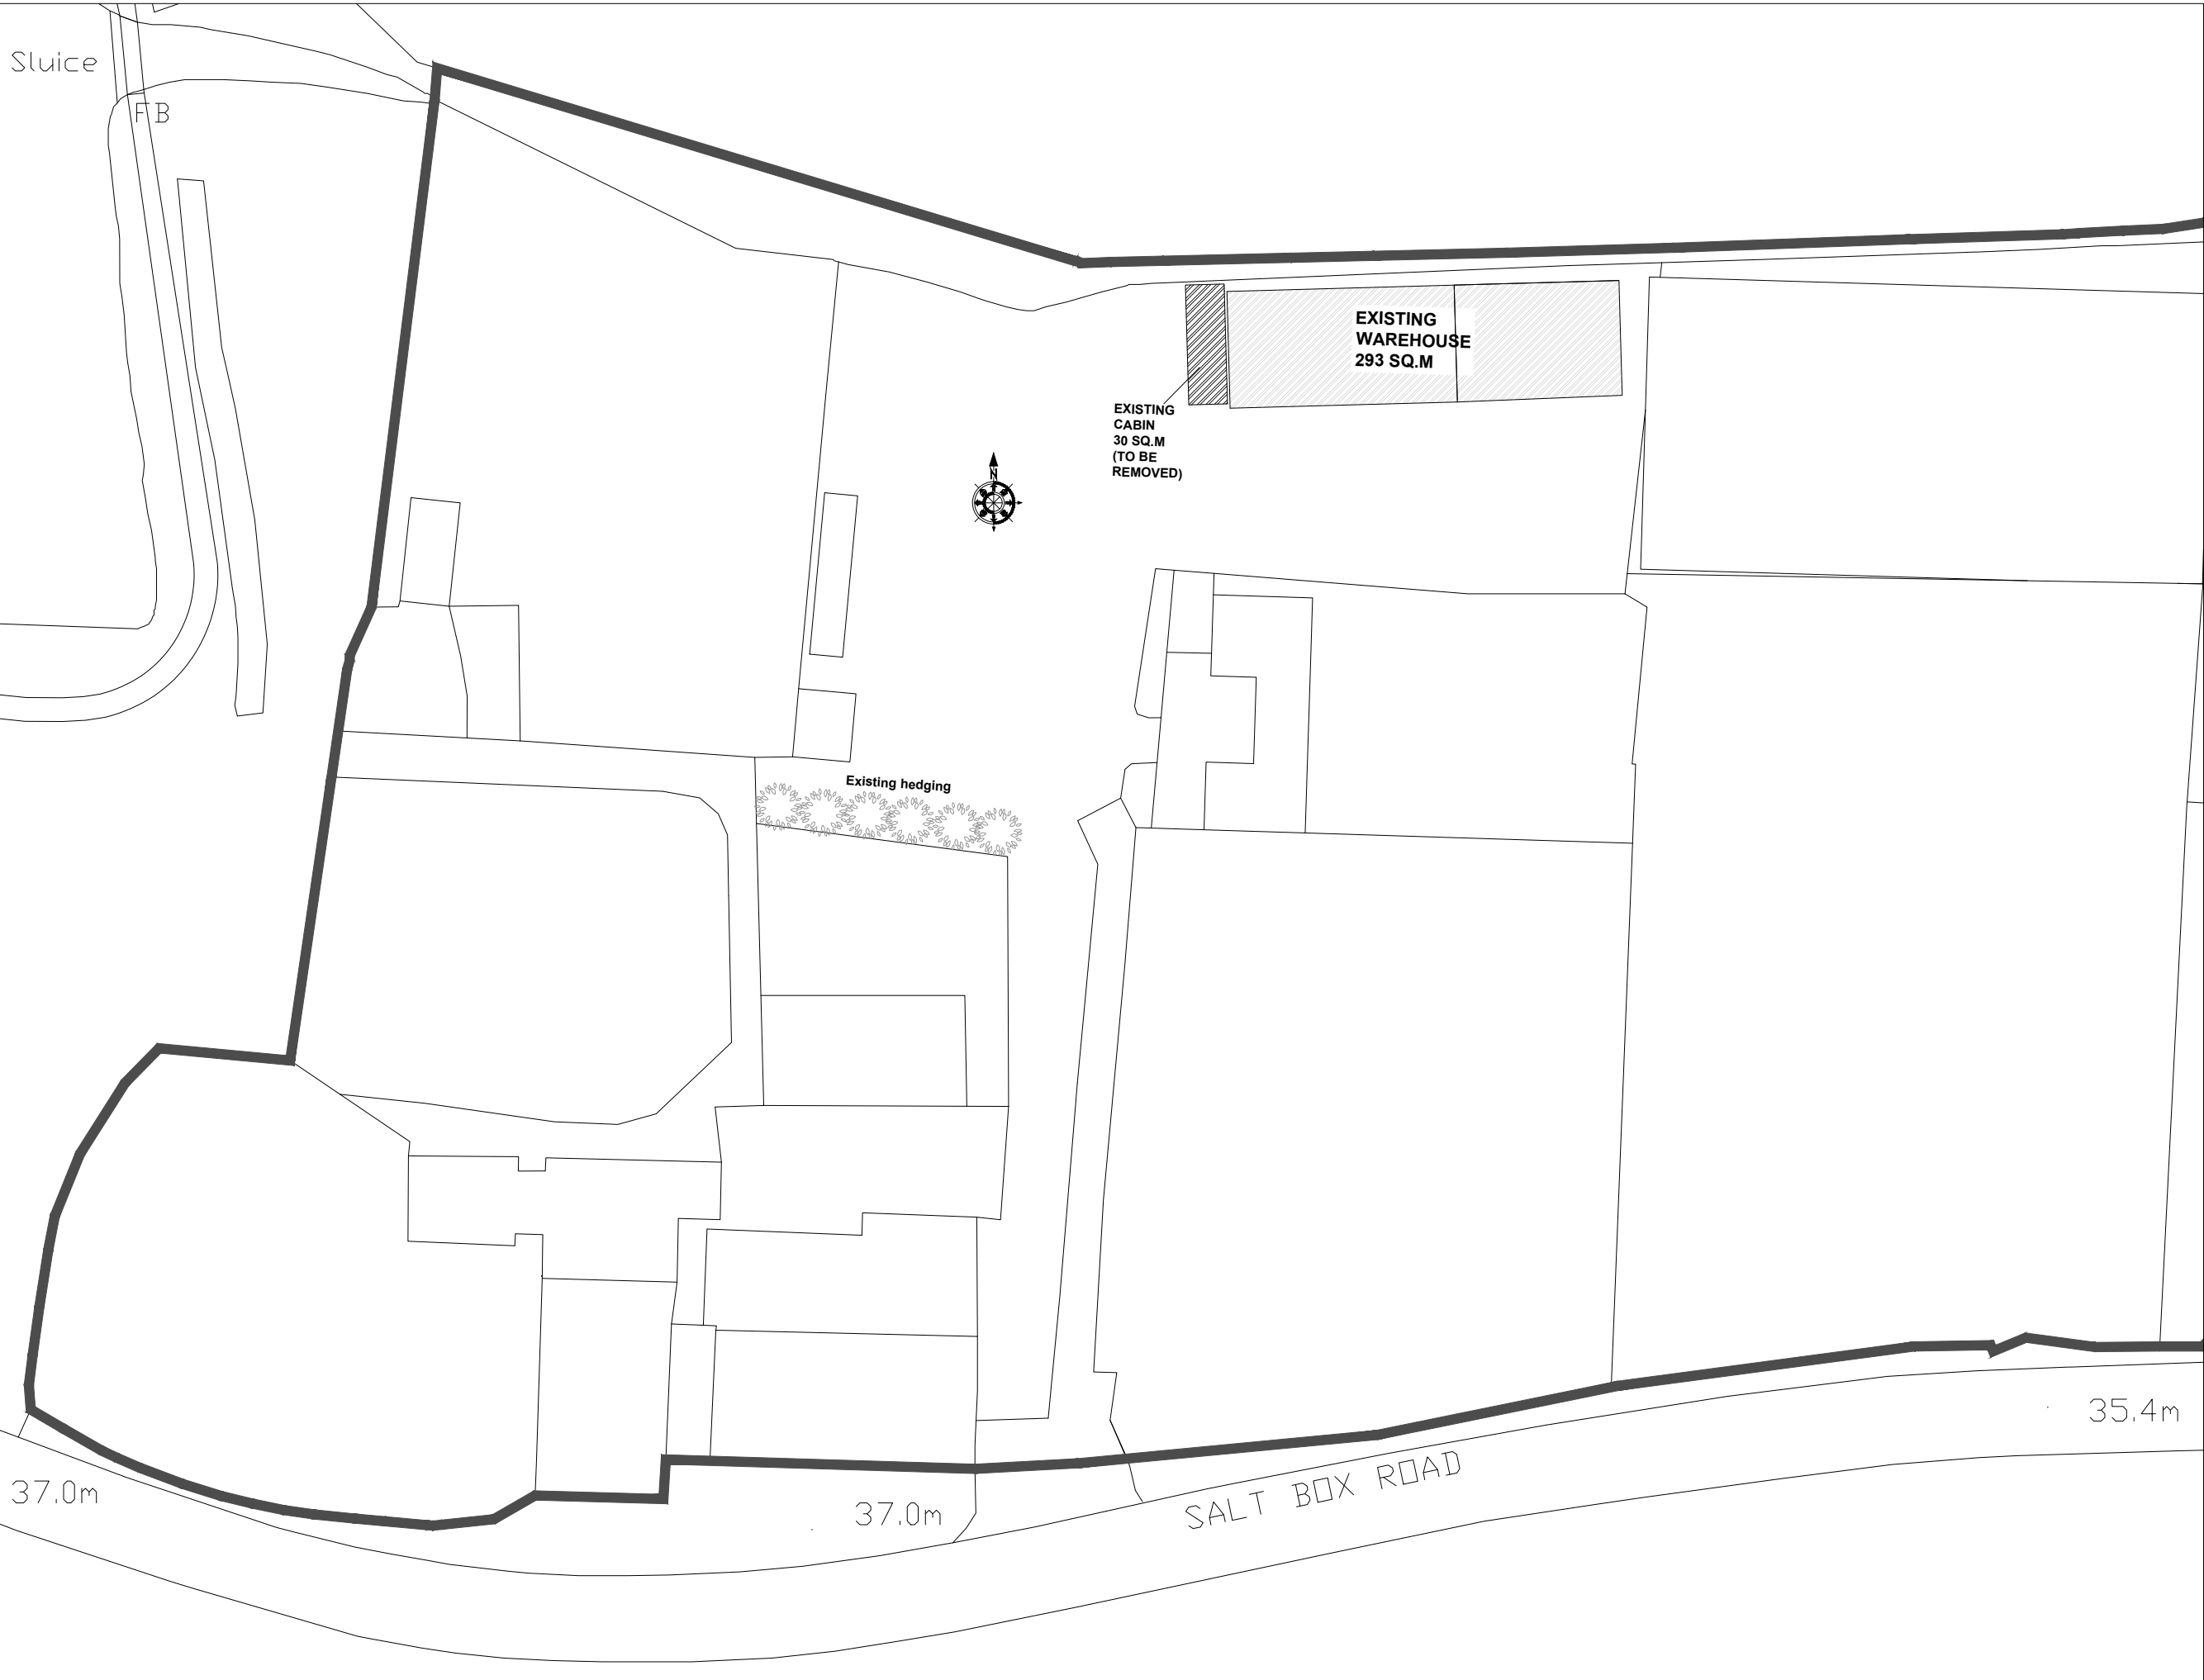 Sluice
FB
EXISTING
WAREHOUSE
293 SQ.M
EXISTING
CABIN
30 SQ.M
(TO BE
REMOVED)
N
Existing hedging
35.4m
37.0m
37.0m
SALT BOX ROAD